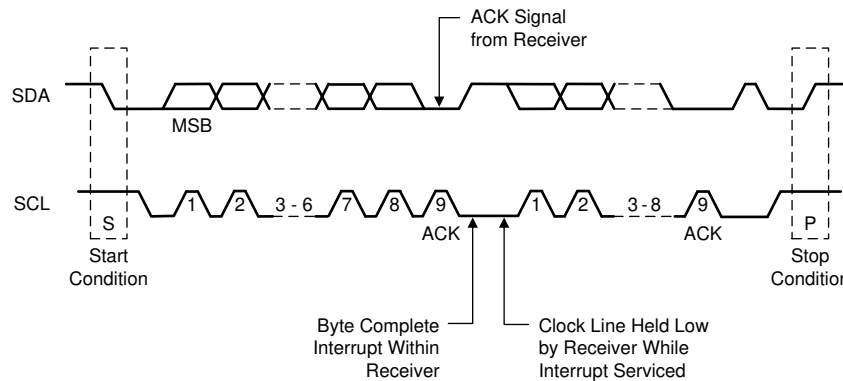 ACK Signal
from Receiver
SDA
MSB
SCL
1 2 3 - 6 7 8 9 1 2 3 - 8 9
S ACK ACK P
Start
Condition
Stop
Condition
Byte Complete
Interrupt Within
Receiver
Clock Line Held Low
by Receiver While
Interrupt Serviced